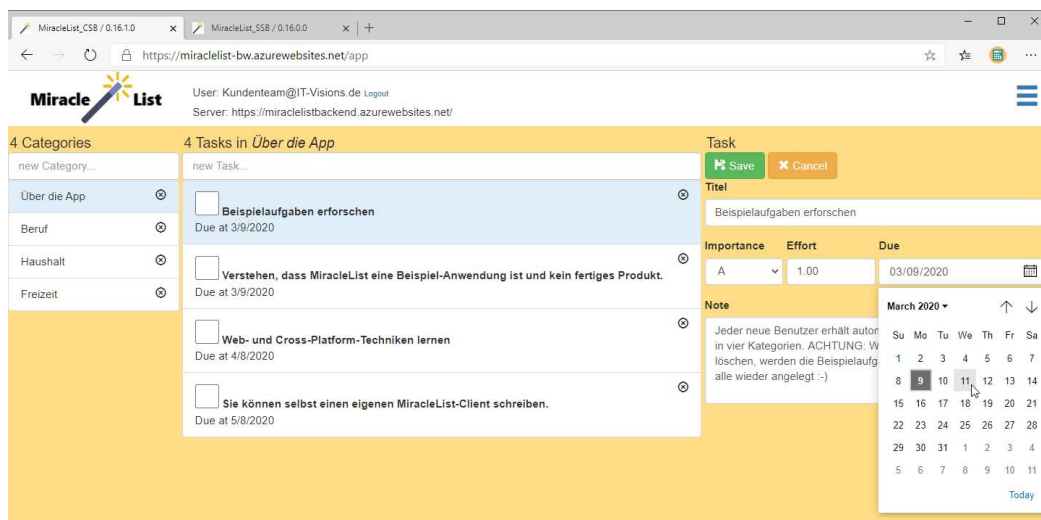 MiracleList_CSB / 0.16.1.0
MiracleList_SSB / 0.16.0.0
https://miraclelist-bw.azurewebsites.net/app
Miracle List
User: Kundenteam@IT-Visions.de Logout
Server: https://miraclelistbackend.azurewebsites.net/
4 Categories
new Category...
Über die App
Beruf
Haushalt
Freizeit
4 Tasks in Über die App
new Task...
Beispielaufgaben erforschen
Due at 3/9/2020
Verstehen, dass MiracleList eine Beispiel-Anwendung ist und kein fertiges Produkt.
Due at 3/9/2020
Web- und Cross-Platform-Techniken lernen
Due at 4/8/2020
Sie können selbst einen eigenen MiracleList-Client schreiben.
Due at 5/8/2020
Task
Save Cancel
Titel
Beispielaufgaben erforschen
Importance Effort Due
A 1.00 03/09/2020
Note
Jeder neue Benutzer erhält auton
in vier Kategorien. ACHTUNG: W
löschen, werden die Beispielaufg
alle wieder angelegt :-)
March 2020
Su Mo Tu We Th Fr Sa
1 2 3 4 5 6 7
8 9 10 11 12 13 14
15 16 17 18 19 20 21
22 23 24 25 26 27 28
29 30 31 1 2 3 4
5 6 7 8 9 10 11
Today